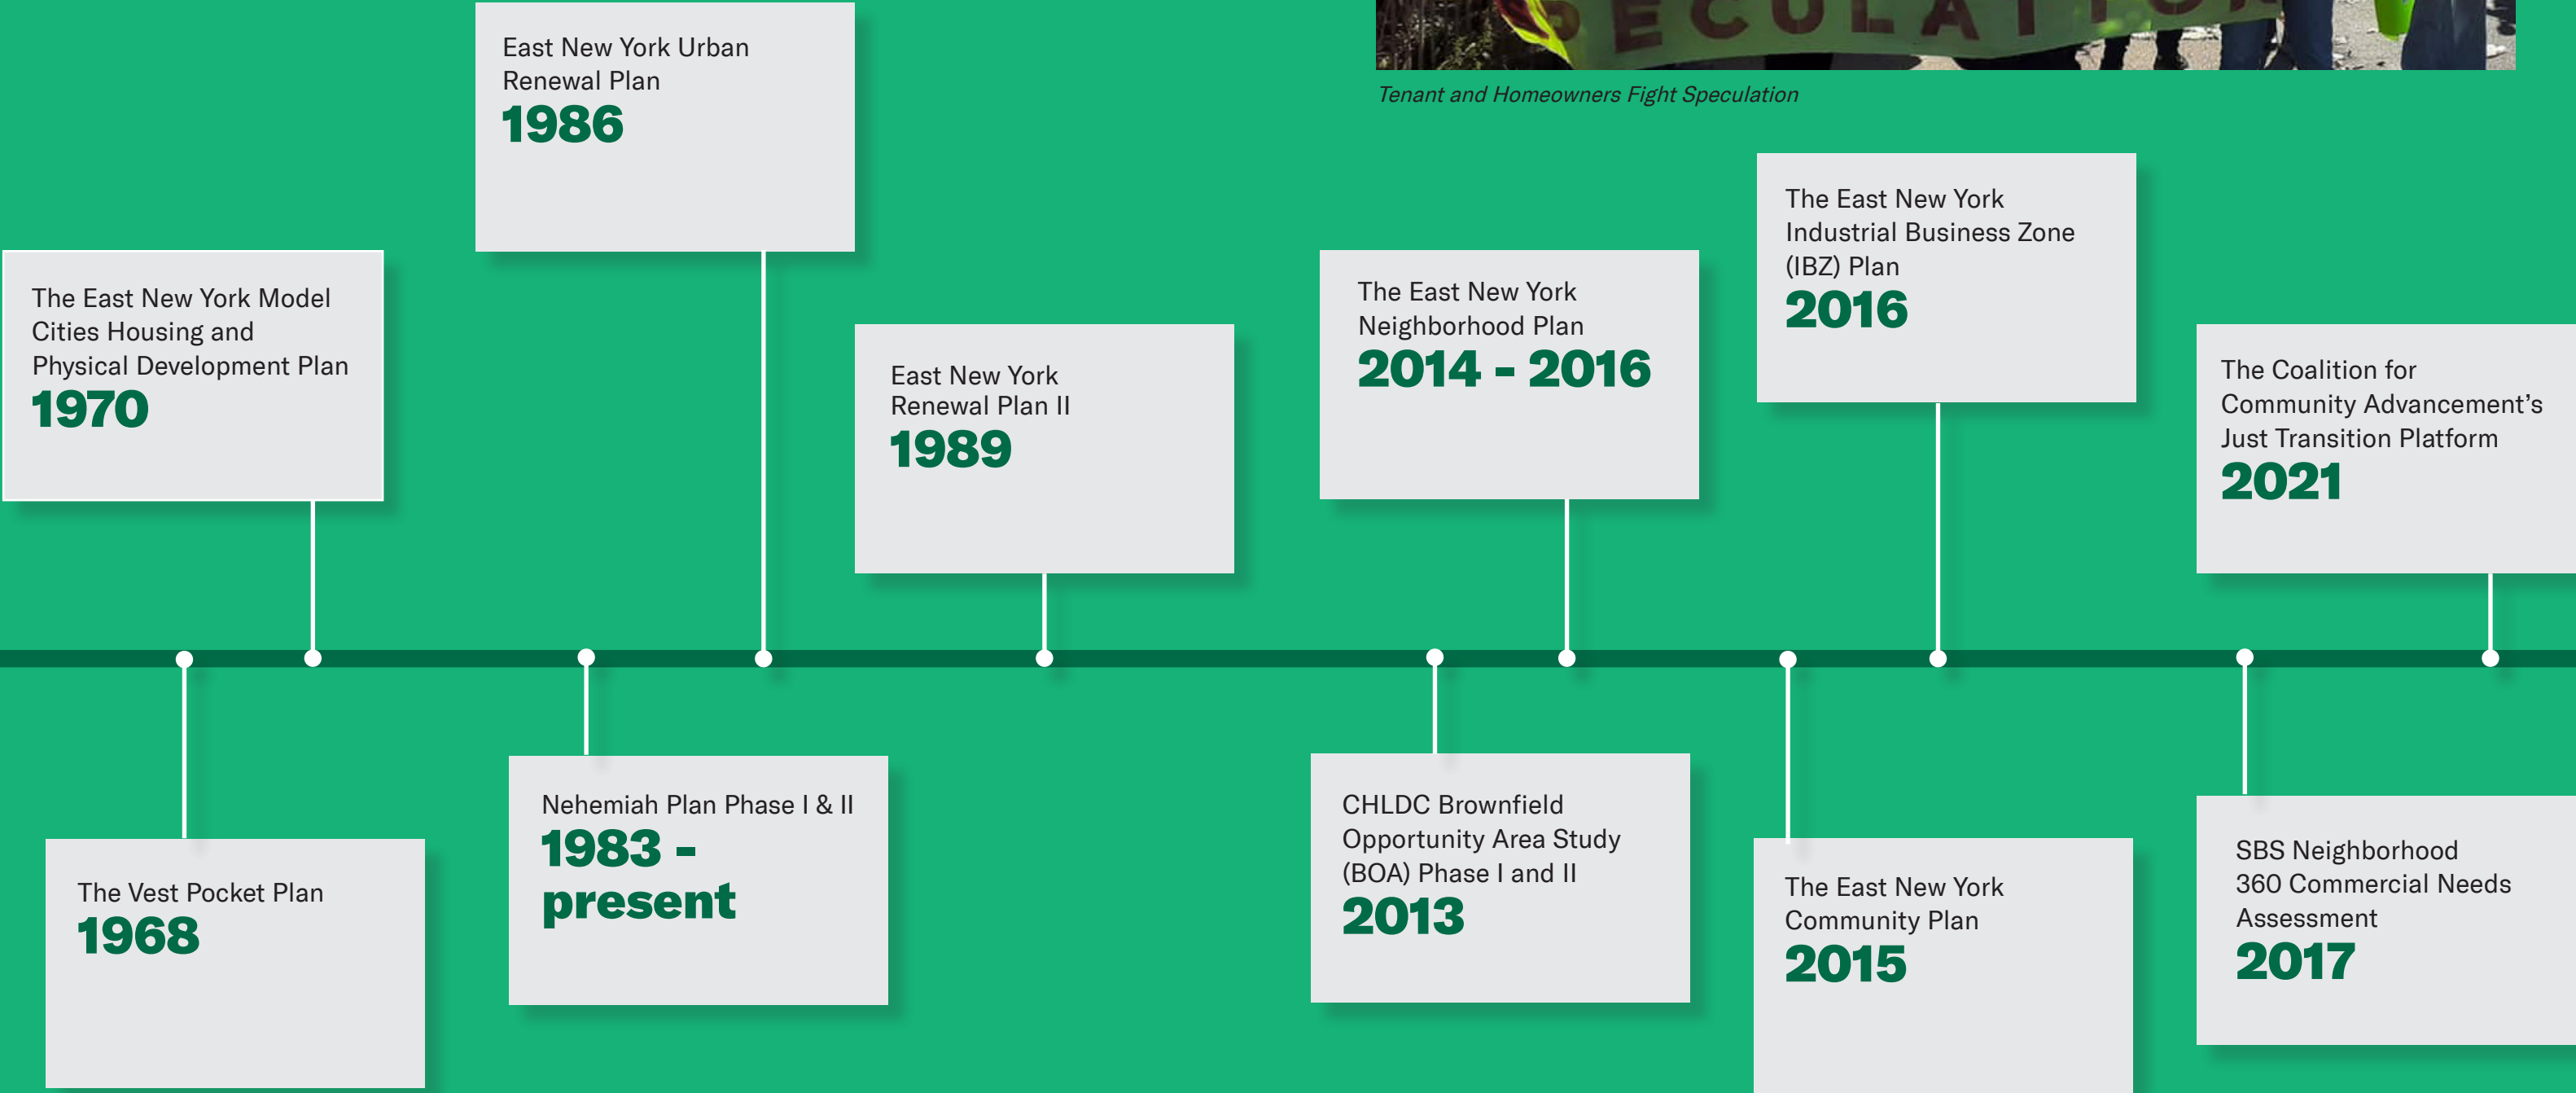 PECULATION
Tenant and Homeowners Fight Speculation
East New York Urban
Renewal Plan
1986
The East New York Model
Cities Housing and
Physical Development Plan
1970
East New York
Renewal Plan II
1989
The East New York
Neighborhood Plan
2014 - 2016
The East New York
Industrial Business Zone
(IBZ) Plan
2016
The Coalition for
Community Advancement’s
Just Transition Platform
2021
The Vest Pocket Plan
1968
Nehemiah Plan Phase I & II
1983 -
present
CHLDC Brownfield
Opportunity Area Study
(BOA) Phase I and II
2013
The East New York
Community Plan
2015
SBS Neighborhood
360 Commercial Needs
Assessment
2017